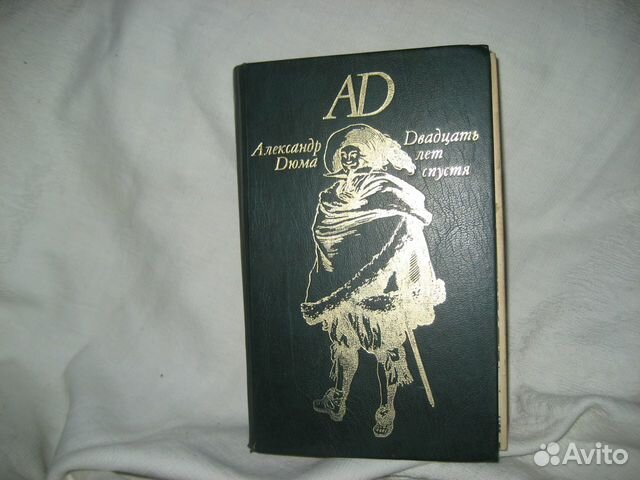 AD
Александр
Дюма
Двадцать
лет
спустя
Avito